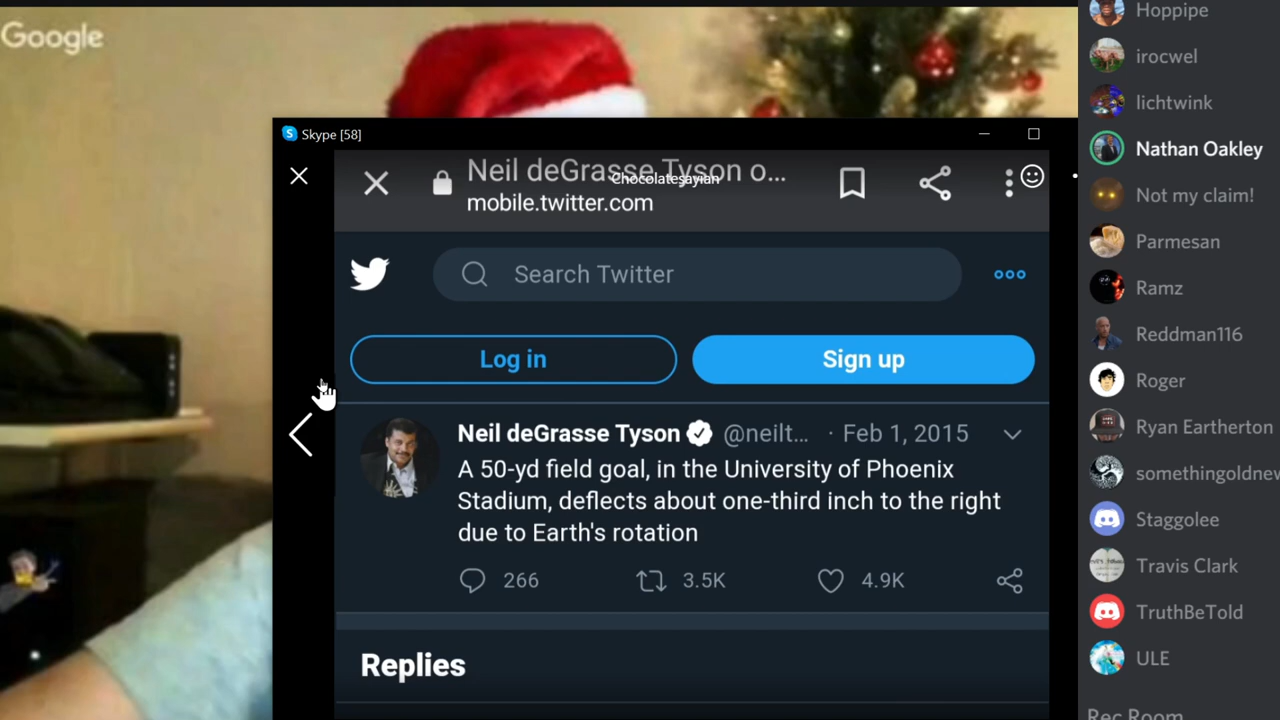 Google
Skype [58]
Neil deGrasse Tyson o...
Chocolatesayian
mobile.twitter.com
Search Twitter
Log in
Sign up
Neil deGrasse Tyson @neilt... · Feb 1, 2015
A 50-yd field goal, in the University of Phoenix
Stadium, deflects about one-third inch to the right
due to Earth's rotation
266 3.5K 4.9K
Replies
Hoppipe
irocwel
lichtwink
Nathan Oakley
Not my claim!
Parmesan
Ramz
Reddman116
Roger
Ryan Eartherton
somethingoldnew
Staggolee
Travis Clark
TruthBeTold
ULE
Rec Room